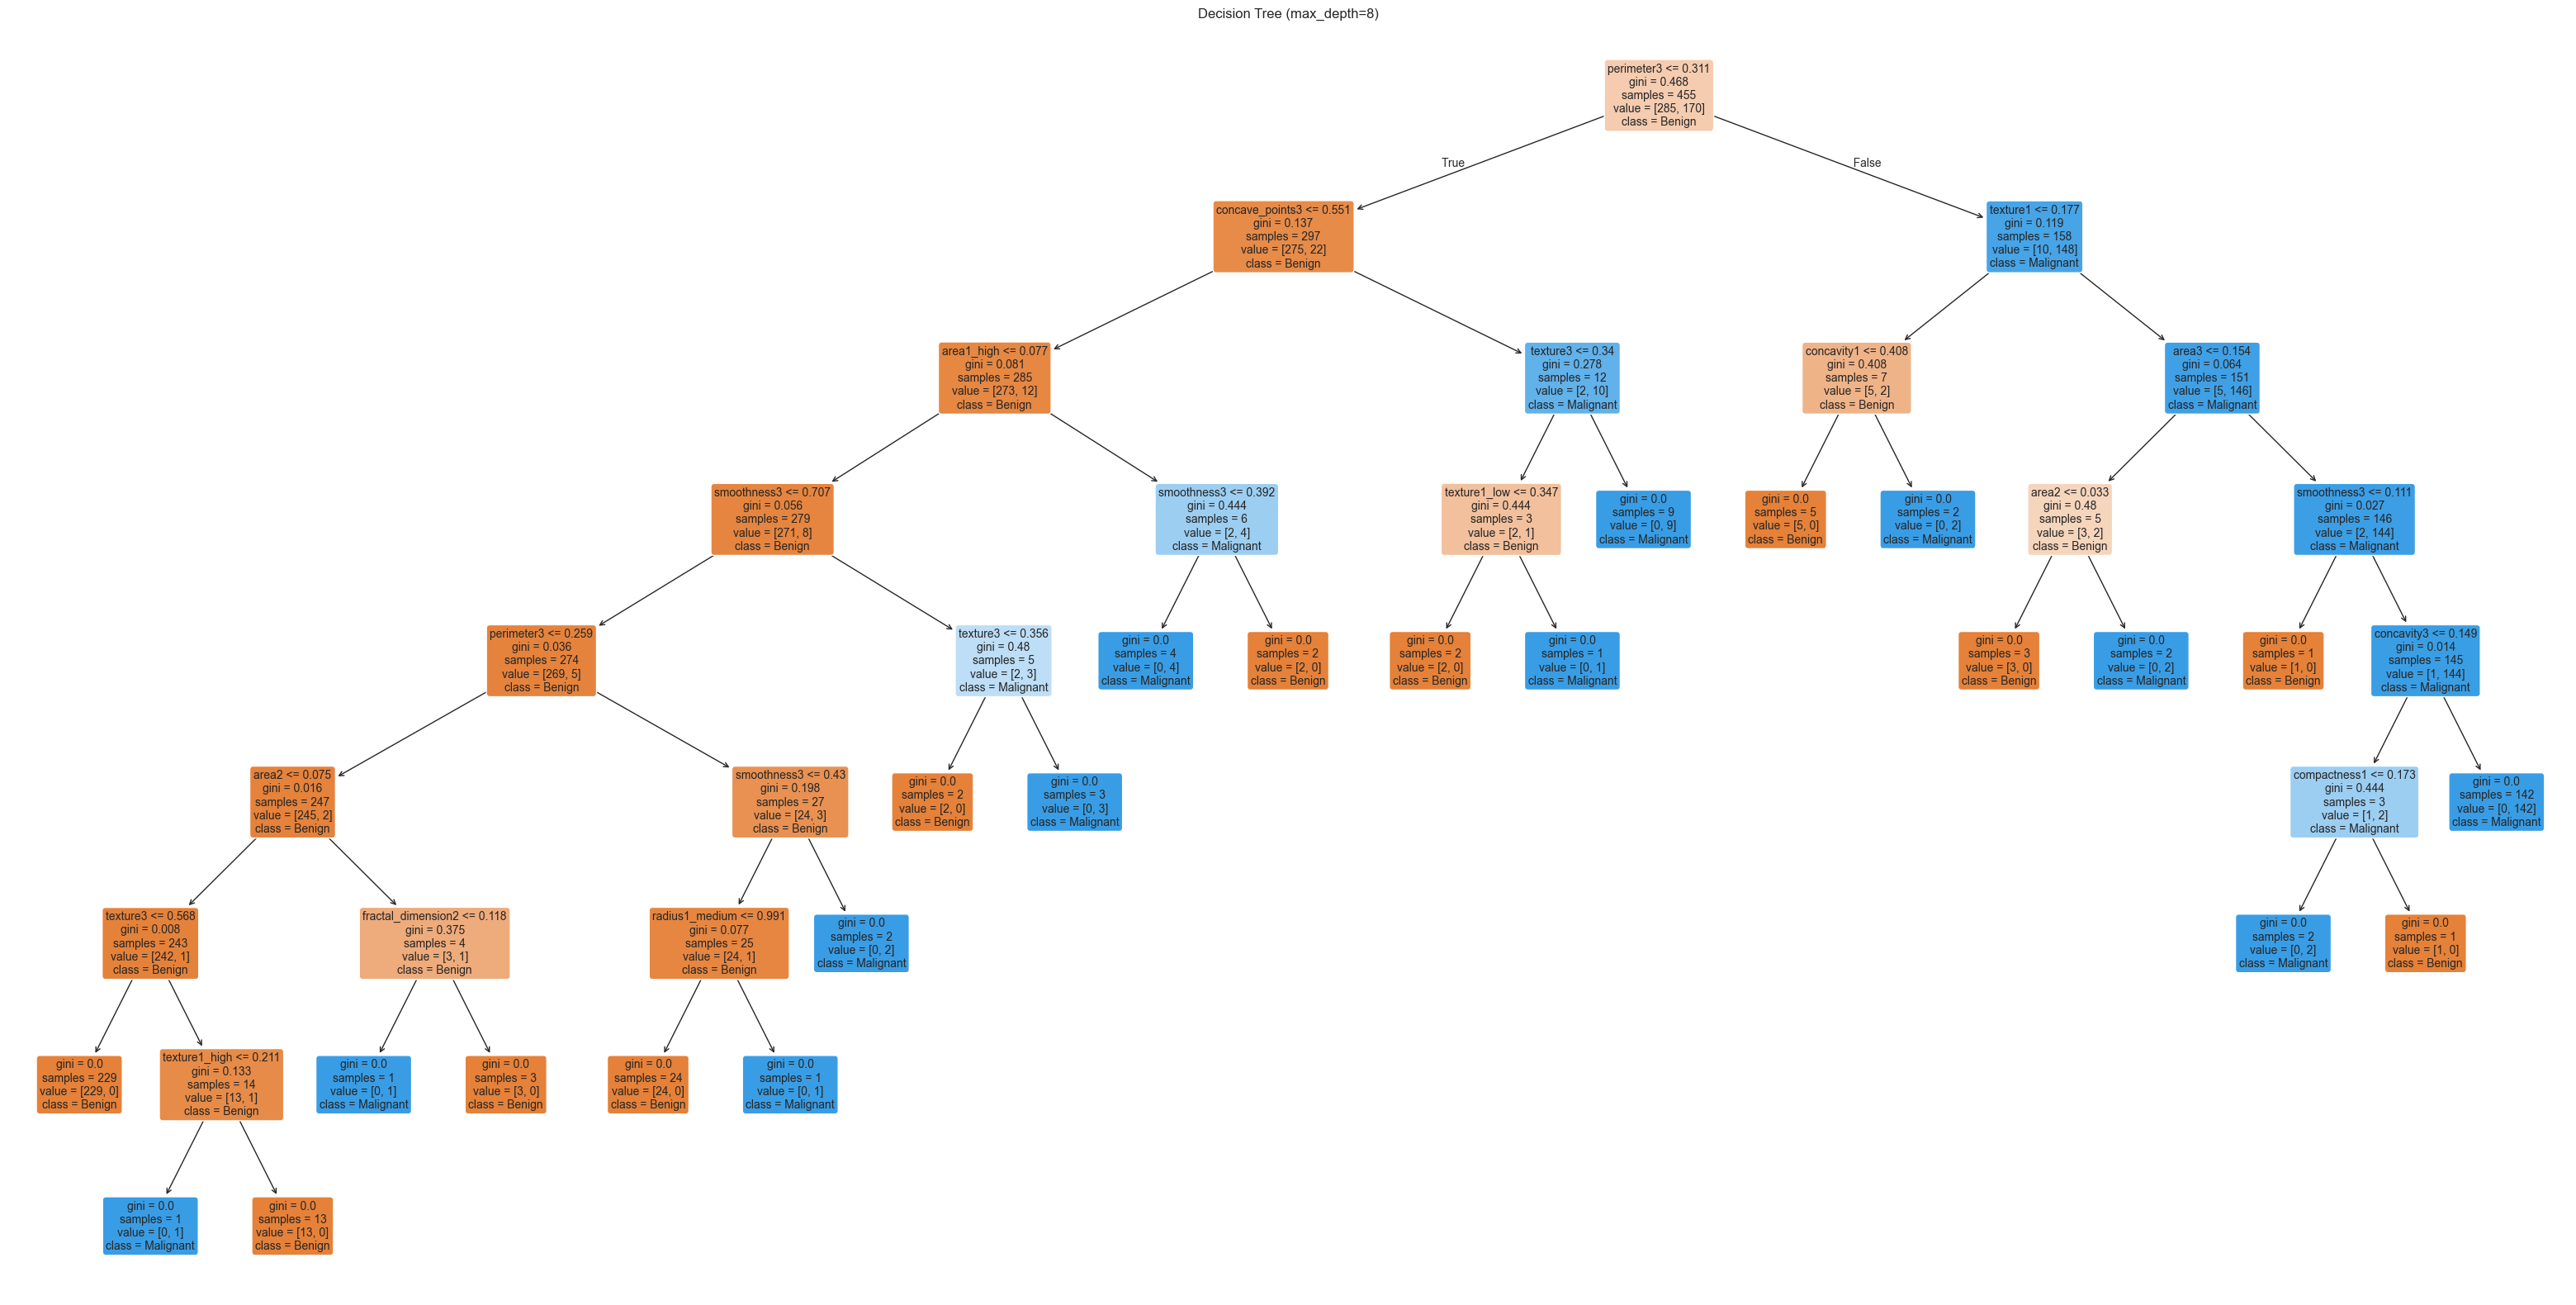 Decision Tree (max_depth=8)
perimeter3 <= 0.311
gini = 0.468
samples = 455
value = [285, 170]
class = Benign
True
False
concave_points3 <= 0.551
gini = 0.137
samples = 297
value = [275, 22]
class = Benign
texture1 <= 0.177
gini = 0.119
samples = 158
value = [10, 148]
class = Malignant
area1_high <= 0.077
gini = 0.081
samples = 285
value = [273, 12]
class = Benign
texture3 <= 0.34
gini = 0.278
samples = 12
value = [2, 10]
class = Malignant
concavity1 <= 0.408
gini = 0.408
samples = 7
value = [5, 2]
class = Benign
area3 <= 0.154
gini = 0.064
samples = 151
value = [5, 146]
class = Malignant
smoothness3 <= 0.707
gini = 0.056
samples = 279
value = [271, 8]
class = Benign
smoothness3 <= 0.392
gini = 0.444
samples = 6
value = [2, 4]
class = Malignant
texture1_low <= 0.347
gini = 0.444
samples = 3
value = [2, 1]
class = Benign
gini = 0.0
samples = 9
value = [0, 9]
class = Malignant
gini = 0.0
samples = 5
value = [5, 0]
class = Benign
gini = 0.0
samples = 2
value = [0, 2]
class = Malignant
area2 <= 0.033
gini = 0.48
samples = 5
value = [3, 2]
class = Benign
smoothness3 <= 0.111
gini = 0.027
samples = 146
value = [2, 144]
class = Malignant
perimeter3 <= 0.259
gini = 0.036
samples = 274
value = [269, 5]
class = Benign
texture3 <= 0.356
gini = 0.48
samples = 5
value = [2, 3]
class = Malignant
gini = 0.0
samples = 4
value = [0, 4]
class = Malignant
gini = 0.0
samples = 2
value = [2, 0]
class = Benign
gini = 0.0
samples = 2
value = [2, 0]
class = Benign
gini = 0.0
samples = 1
value = [0, 1]
class = Malignant
gini = 0.0
samples = 3
value = [3, 0]
class = Benign
gini = 0.0
samples = 2
value = [0, 2]
class = Malignant
gini = 0.0
samples = 1
value = [1, 0]
class = Benign
concavity3 <= 0.149
gini = 0.014
samples = 145
value = [1, 144]
class = Malignant
area2 <= 0.075
gini = 0.016
samples = 247
value = [245, 2]
class = Benign
smoothness3 <= 0.43
gini = 0.198
samples = 27
value = [24, 3]
class = Benign
gini = 0.0
samples = 2
value = [2, 0]
class = Benign
gini = 0.0
samples = 3
value = [0, 3]
class = Malignant
compactness1 <= 0.173
gini = 0.444
samples = 3
value = [1, 2]
class = Malignant
gini = 0.0
samples = 142
value = [0, 142]
class = Malignant
texture3 <= 0.568
gini = 0.008
samples = 243
value = [242, 1]
class = Benign
fractal_dimension2 <= 0.118
gini = 0.375
samples = 4
value = [3, 1]
class = Benign
radius1_medium <= 0.991
gini = 0.077
samples = 25
value = [24, 1]
class = Benign
gini = 0.0
samples = 2
value = [0, 2]
class = Malignant
gini = 0.0
samples = 2
value = [0, 2]
class = Malignant
gini = 0.0
samples = 1
value = [1, 0]
class = Benign
gini = 0.0
samples = 229
value = [229, 0]
class = Benign
texture1_high <= 0.211
gini = 0.133
samples = 14
value = [13, 1]
class = Benign
gini = 0.0
samples = 1
value = [0, 1]
class = Malignant
gini = 0.0
samples = 3
value = [3, 0]
class = Benign
gini = 0.0
samples = 24
value = [24, 0]
class = Benign
gini = 0.0
samples = 1
value = [0, 1]
class = Malignant
gini = 0.0
samples = 1
value = [0, 1]
class = Malignant
gini = 0.0
samples = 13
value = [13, 0]
class = Benign